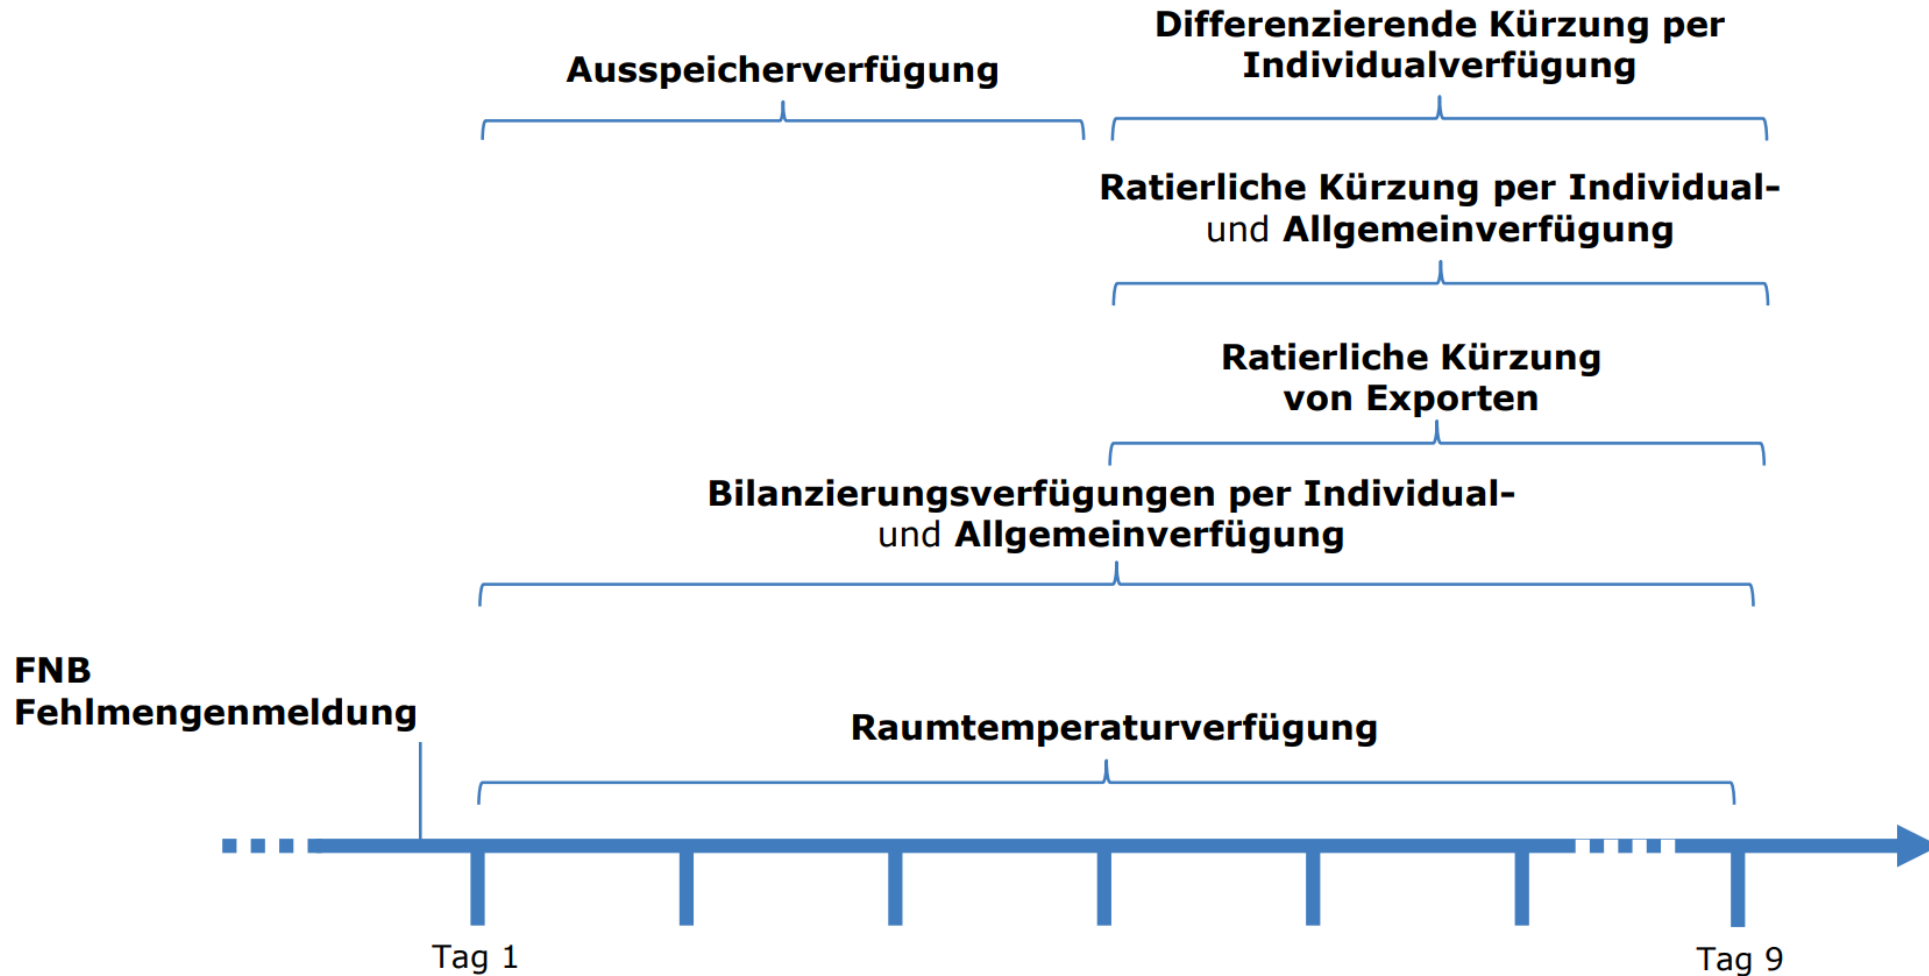 Differenzierende Kürzung per
Individualverfügung
Ausspeicherverfügung
Ratierliche Kürzung per Individual-
und Allgemeinverfügung
Ratierliche Kürzung
von Exporten
Bilanzierungsverfügungen per Individual-
und Allgemeinverfügung
FNB
Fehlmengenmeldung
Raumtemperaturverfügung
Tag 1
Tag 9